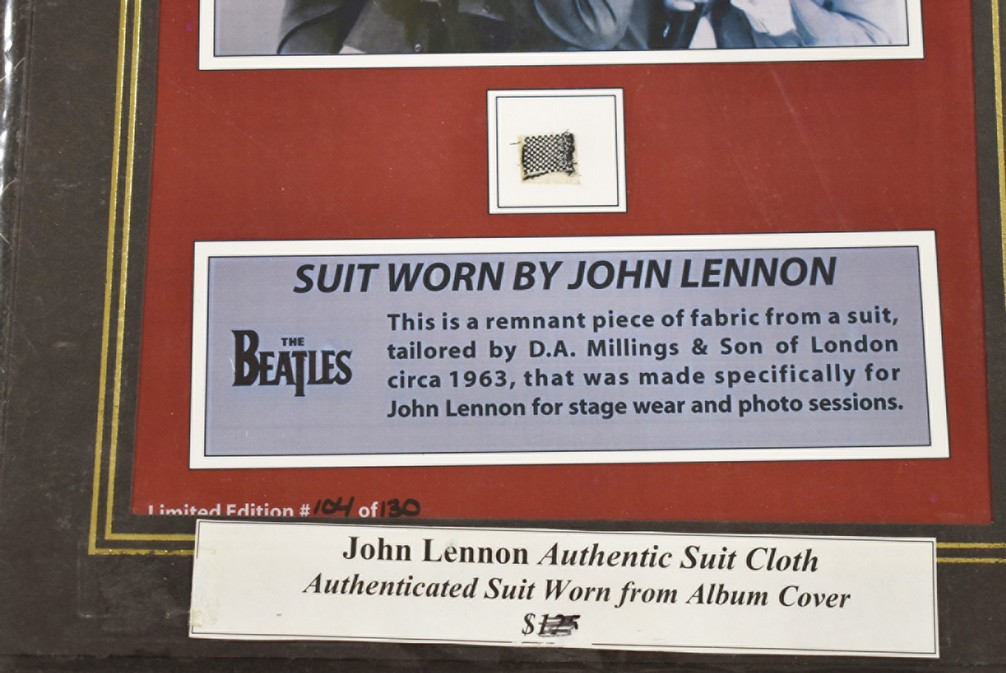 SUIT WORN BY JOHN LENNON
THE
BEATLES
This is a remnant piece of fabric from a suit,
tailored by D.A. Millings & Son of London
circa 1963, that was made specifically for
John Lennon for stage wear and photo sessions.
Limited Edition # 104 of 130
John Lennon Authentic Suit Cloth
Authenticated Suit Worn from Album Cover
$125